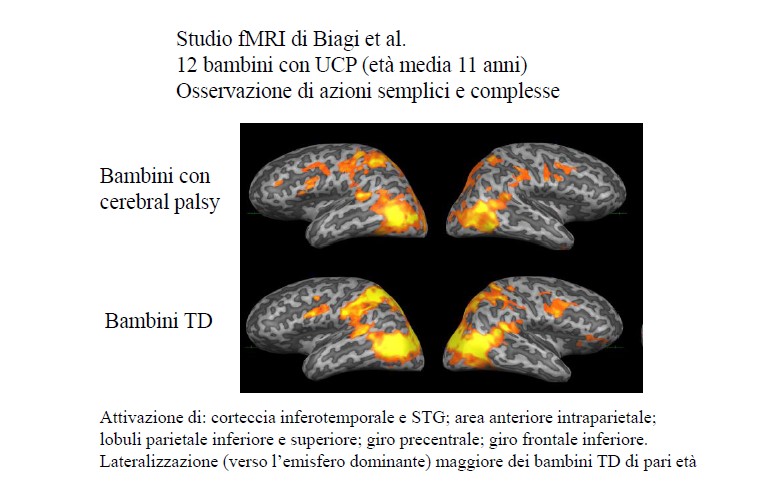 Studio fMRI di Biagi et al.
12 bambini con UCP (età media 11 anni)
Osservazione di azioni semplici e complesse
Bambini con
cerebral palsy
Bambini TD
Attivazione di: corteccia inferotemporale e STG; area anteriore intraparietale;
lobuli parietale inferiore e superiore; giro precentrale; giro frontale inferiore.
Lateralizzazione (verso l’emisfero dominante) maggiore dei bambini TD di pari età